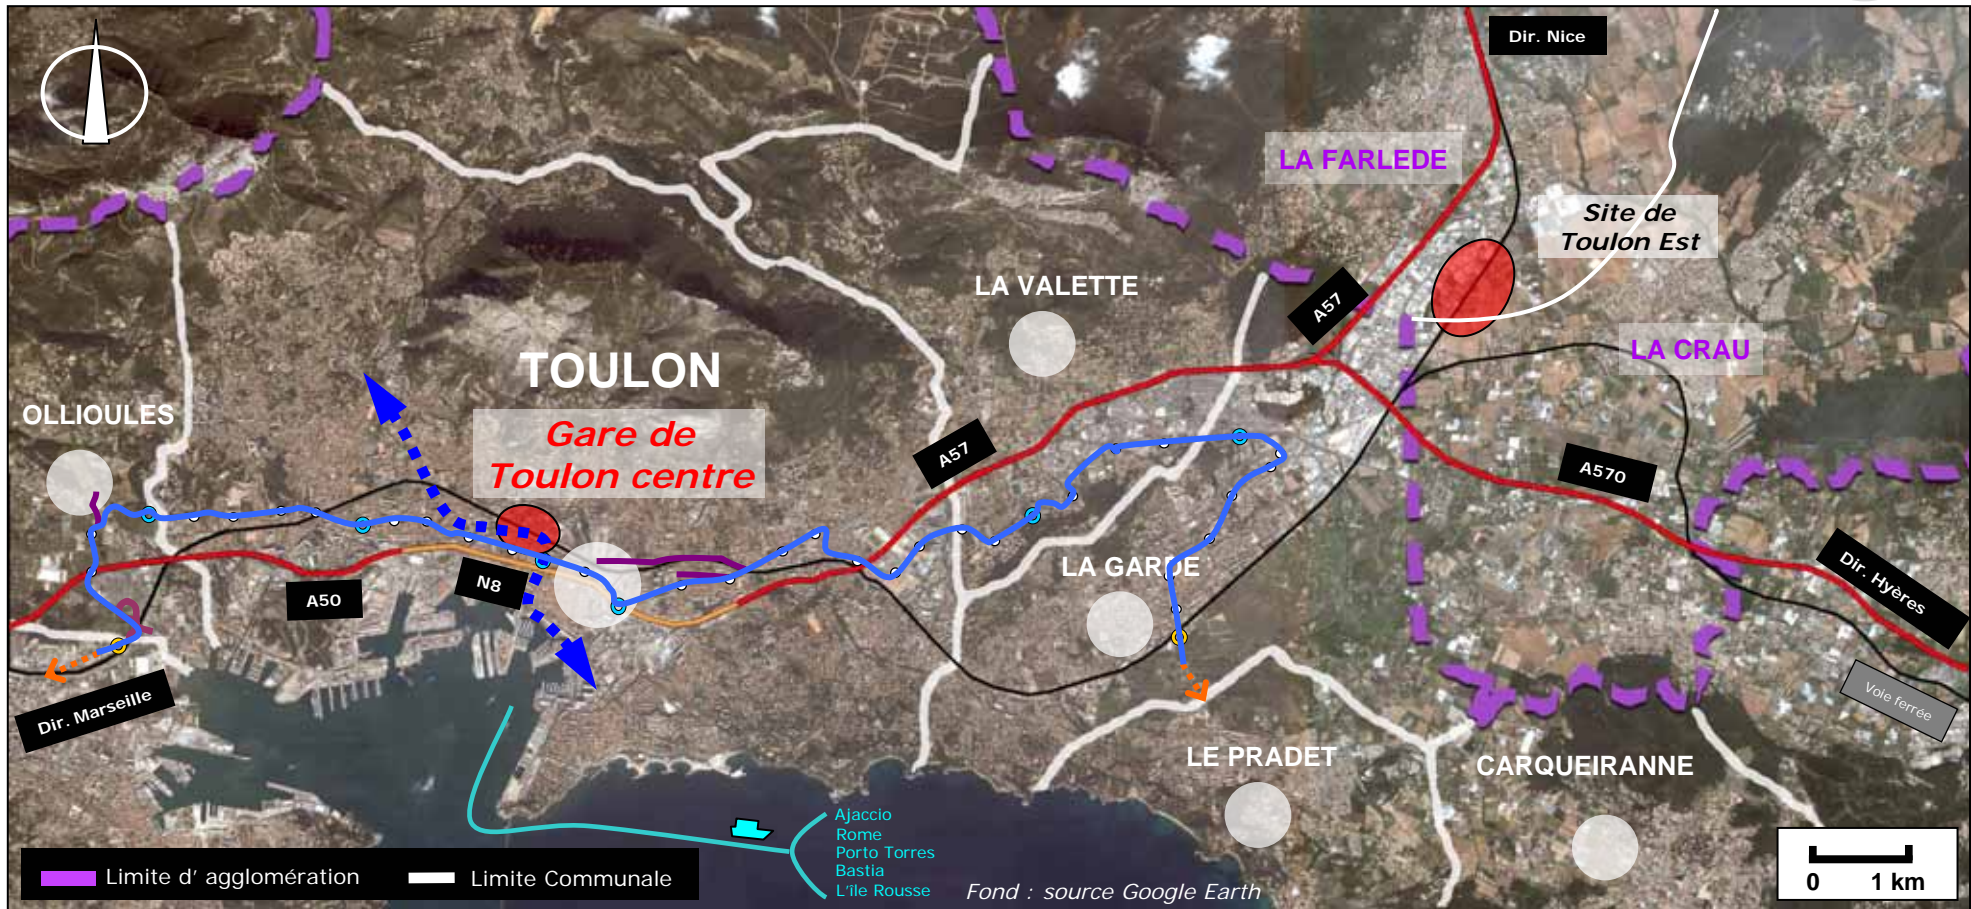 Dir. Nice
LA FARLEDE
Site de
Toulon Est
LA VALETTE
A57
LA CRAU
TOULON
OLLIOULES
Gare de
Toulon centre
A57
A570
LA GARDE
N8
A50
Dir. Hyères
Voie ferrée
Dir. Marseille
LE PRADET
CARQUEIRANNE
Ajaccio
Rome
Porto Torres
Bastia
L'île Rousse
Limite d' agglomération
Limite Communale
Fond : source Google Earth
0 1 km